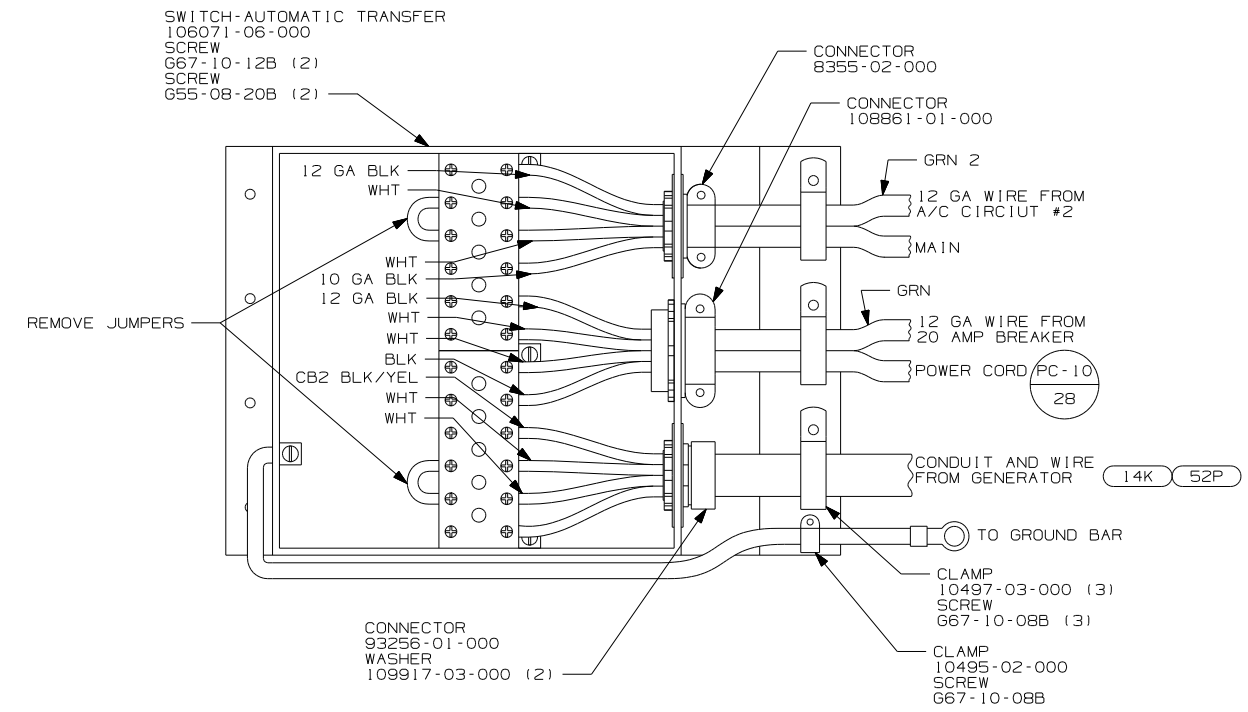 SWITCH-AUTOMATIC TRANSFER
106071-06-000
SCREW
G67-10-12B (2)
SCREW
G55-08-20B (2)
CONNECTOR
8355-02-000
CONNECTOR
108861-01-000
12 GA BLK
WHT
GRN 2
12 GA WIRE FROM
A/C CIRCIUT #2
MAIN
WHT
10 GA BLK
12 GA BLK
WHT
WHT
BLK
CB2 BLK/YEL
WHT
WHT
REMOVE JUMPERS
GRN
12 GA WIRE FROM
20 AMP BREAKER
POWER CORD
PC-10
28
CONDUIT AND WIRE
FROM GENERATOR
14K
52P
TO GROUND BAR
CLAMP
10497-03-000 (3)
SCREW
G67-10-08B (3)
CONNECTOR
93256-01-000
WASHER
109917-03-000 (2)
CLAMP
10495-02-000
SCREW
G67-10-08B